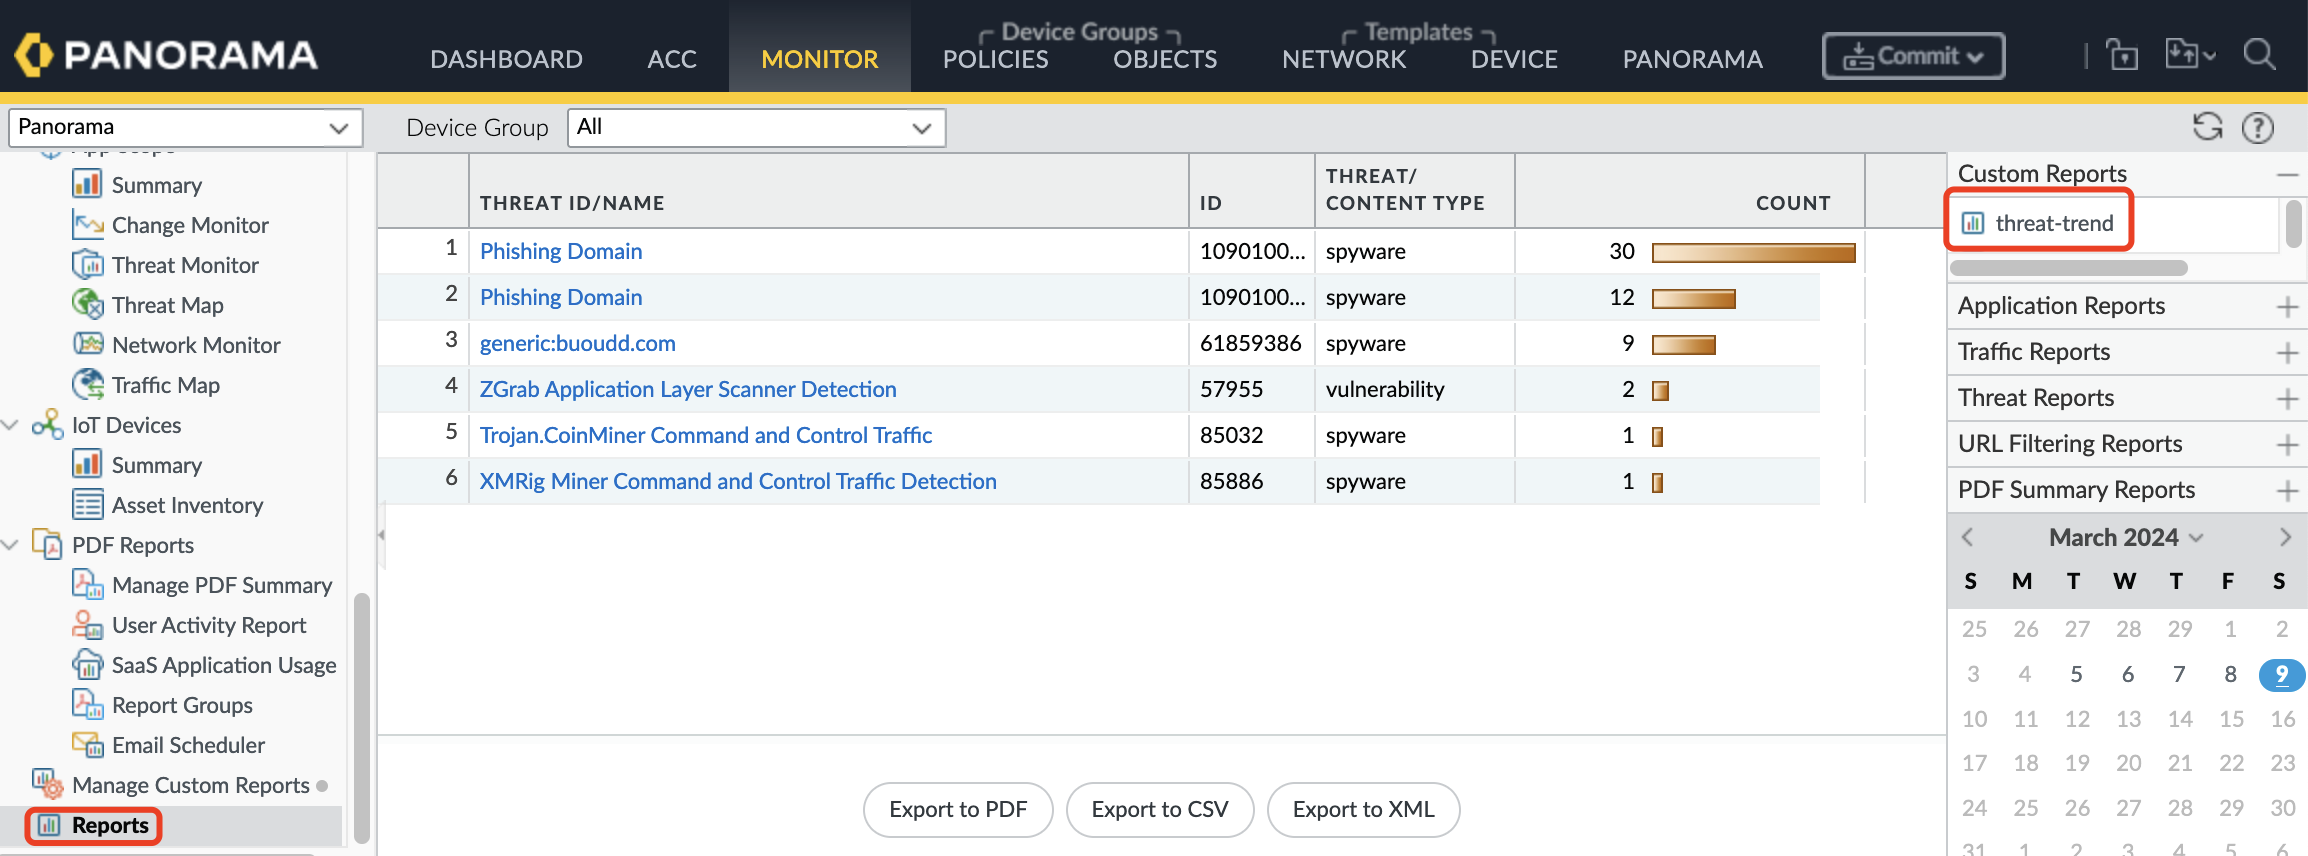 PANORAMA
Device Groups
Templates
DASHBOARD
ACC
MONITOR
POLICIES
OBJECTS
NETWORK
DEVICE
PANORAMA
Commit
Panorama
Device Group
All
Summary
Change Monitor
Threat Monitor
Threat Map
Network Monitor
Traffic Map
IoT Devices
Summary
Asset Inventory
PDF Reports
Manage PDF Summary
User Activity Report
SaaS Application Usage
Report Groups
Email Scheduler
Manage Custom Reports
Reports
THREAT ID/NAME ID THREAT/ CONTENT TYPE COUNT
1 Phishing Domain 1090100... spyware 30
2 Phishing Domain 1090100... spyware 12
3 generic:buoudd.com 61859386 spyware 9
4 ZGrab Application Layer Scanner Detection 57955 vulnerability 2
5 Trojan.CoinMiner Command and Control Traffic 85032 spyware 1
6 XMRig Miner Command and Control Traffic Detection 85886 spyware 1
Export to PDF
Export to CSV
Export to XML
Custom Reports
threat-trend
Application Reports
Traffic Reports
Threat Reports
URL Filtering Reports
PDF Summary Reports
March 2024
S M T W T F S
25 26 27 28 29 1 2
3 4 5 6 7 8 9
10 11 12 13 14 15 16
17 18 19 20 21 22 23
24 25 26 27 28 29 30
31 1 2 3 4 5 6